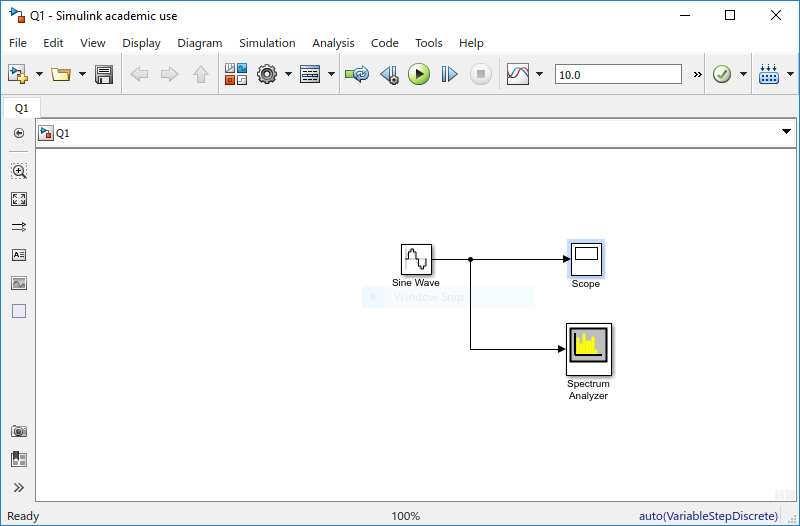 Q1 - Simulink academic use
File Edit View Display Diagram Simulation Analysis Code Tools Help
10.0 »
Q1
Q1
Sine Wave
Scope
Window Snip
Spectrum
Analyzer
Ready 100% auto(VariableStepDiscrete)